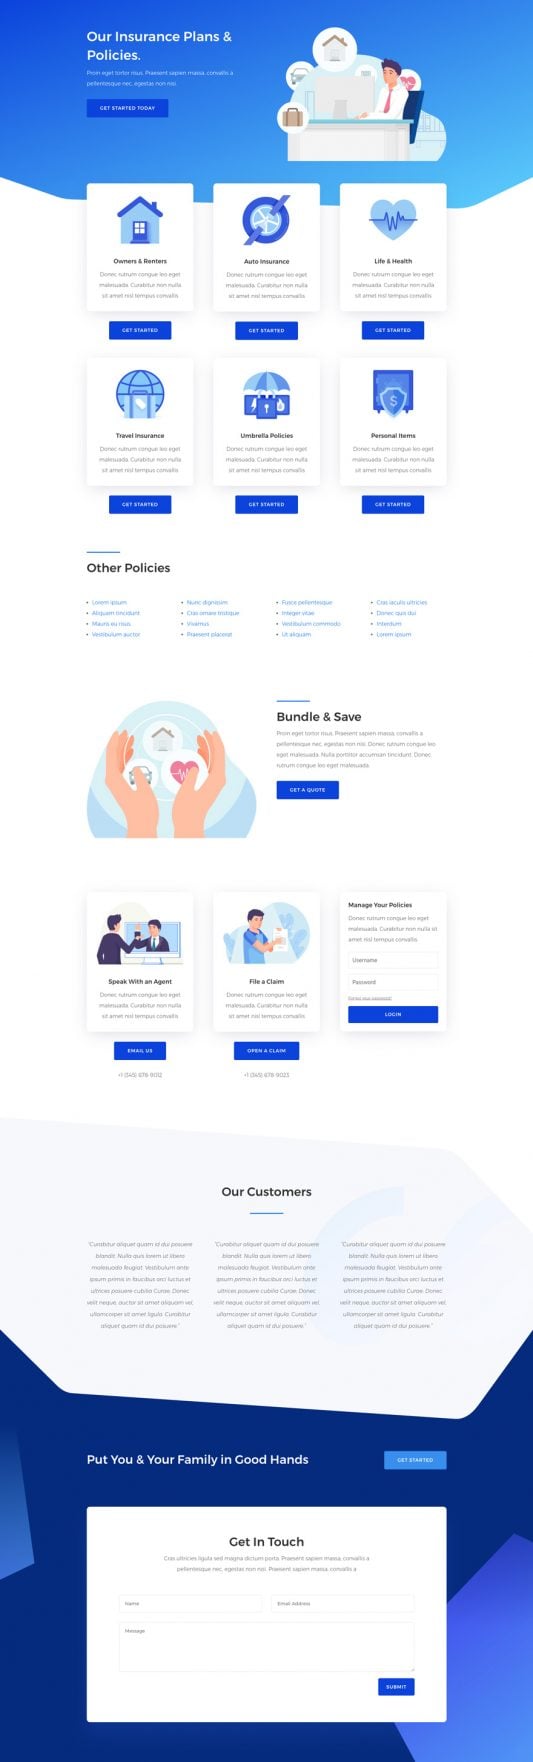 Our Insurance Plans &
Policies.
Proin eget tortor risus. Praesent sapien massa, convallis a
pellentesque nec, egestas non nisi.
GET STARTED TODAY
Owners & Renters
Donec rutrum congue leo eget
malesuada. Curabitur non nulla
sit amet nisl tempus convallis
GET STARTED
Auto Insurance
Donec rutrum congue leo eget
malesuada. Curabitur non nulla
sit amet nisl tempus convallis
GET STARTED
Life & Health
Donec rutrum congue leo eget
malesuada. Curabitur non nulla
sit amet nisl tempus convallis
GET STARTED
Travel Insurance
Donec rutrum congue leo eget
malesuada. Curabitur non nulla
sit amet nisl tempus convallis
GET STARTED
Umbrella Policies
Donec rutrum congue leo eget
malesuada. Curabitur non nulla
sit amet nisl tempus convallis
GET STARTED
Personal Items
Donec rutrum congue leo eget
malesuada. Curabitur non nulla
sit amet nisl tempus convallis
GET STARTED
Other Policies
Lorem ipsum
Aliquam tincidunt
Mauris eu risus
Vestibulum auctor
Nunc dignissim
Cras ornare tristique
Vivamus
Praesent placerat
Fusce pellentesque
Integer vitae
Vestibulum commodo
Ut aliquam
Cras iaculis ultricies
Donec quis dui
Interdum
Lorem ipsum
Bundle & Save
Proin eget tortor risus. Praesent sapien massa, convallis a
pellentesque nec, egestas non nisi. Donec rutrum congue leo
eget malesuada. Nulla porttitor accumsan tincidunt. Donec
rutrum congue leo eget malesuada.
GET A QUOTE
Speak With an Agent
Donec rutrum congue leo eget
malesuada. Curabitur non nulla
sit amet nisl tempus convallis
EMAIL US
+1 (345) 678-9012
File a Claim
Donec rutrum congue leo eget
malesuada. Curabitur non nulla
sit amet nisl tempus convallis
OPEN A CLAIM
+1 (345) 678-9023
Manage Your Policies
Donec rutrum congue leo eget
malesuada. Curabitur non nulla sit
amet nisl tempus convallis
Username
Password
Forgot your password?
LOGIN
Our Customers
"Curabitur aliquet quam id dui posuere
blandit. Nulla quis lorem ut libero
malesuada feugiat. Vestibulum ante
ipsum primis in faucibus orci luctus et
ultrices posuere cubilia Curae; Donec
velit neque, auctor sit amet aliquam vel,
ullamcorper sit amet ligula. Curabitur
aliquet quam id dui posuere."
"Curabitur aliquet quam id dui posuere
blandit. Nulla quis lorem ut libero
malesuada feugiat. Vestibulum ante
ipsum primis in faucibus orci luctus et
ultrices posuere cubilia Curae; Donec
velit neque, auctor sit amet aliquam vel,
ullamcorper sit amet ligula. Curabitur
aliquet quam id dui posuere."
"Curabitur aliquet quam id dui posuere
blandit. Nulla quis lorem ut libero
malesuada feugiat. Vestibulum ante
ipsum primis in faucibus orci luctus et
ultrices posuere cubilia Curae; Donec
velit neque, auctor sit amet aliquam vel,
ullamcorper sit amet ligula. Curabitur
aliquet quam id dui posuere."
Put You & Your Family in Good Hands
GET STARTED
Get In Touch
Cras ultricies ligula sed magna dictum porta. Praesent sapien massa, convallis a
pellentesque nec, egestas non nisi. Praesent sapien massa, convallis a
Name
Email Address
Message
SUBMIT